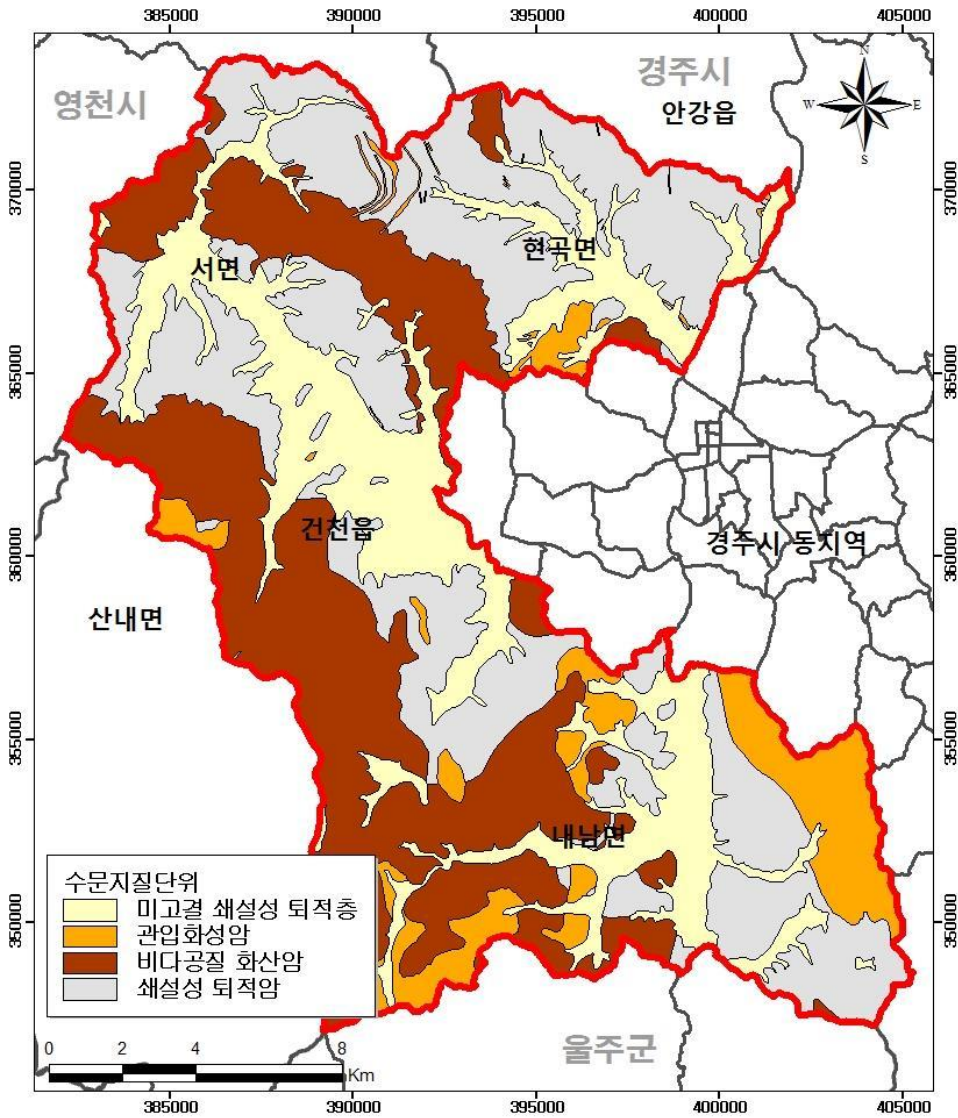 385000 390000 395000 400000 405000
영천시
경주시
안강읍
N
W E
S
370000 370000
현곡면
서면
365000 365000
건천읍
경주시 동지역
360000 360000
산내면
355000 355000
내남면
수문지질단위
미고결 쇄설성 퇴적층
관입화성암
비다공질 화산암
쇄설성 퇴적암
350000 350000
울주군
0 2 4 8
Km
385000 390000 395000 400000 405000